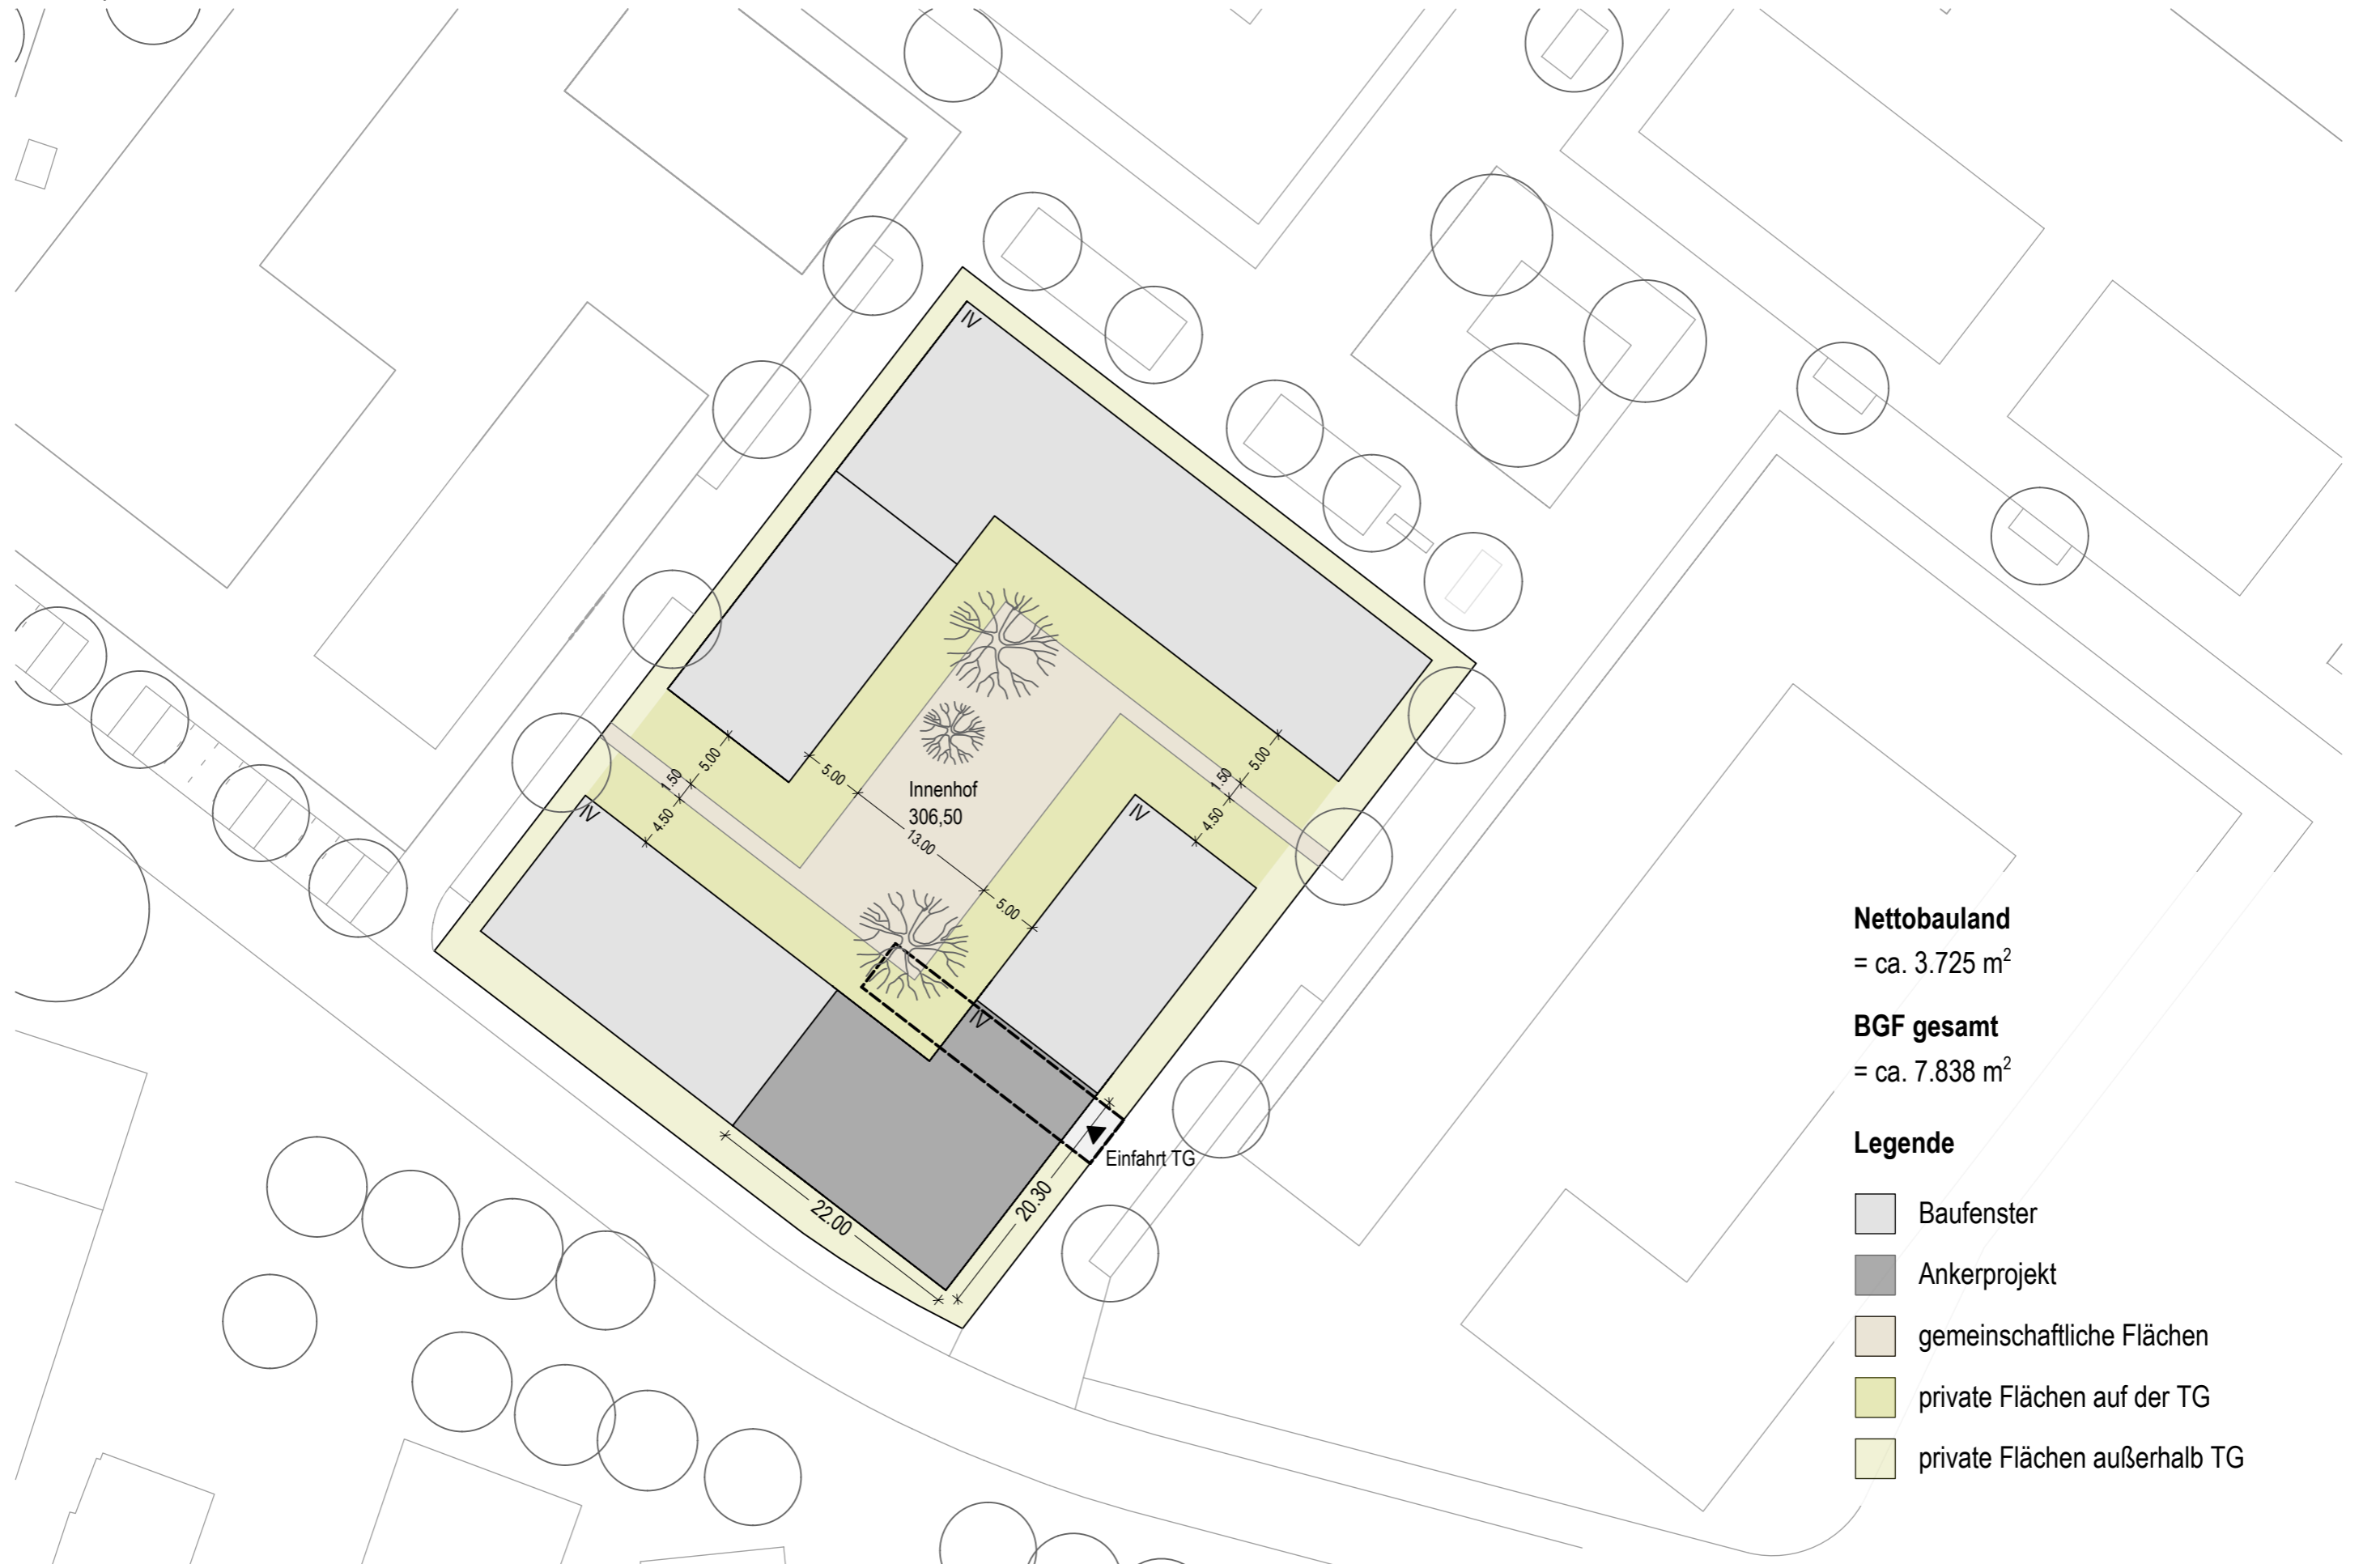 IV
5.00
1.50
4.50
IV
5.00
Innenhof
306,50
13.00
5.00
5.00
1.50
4.50
IV
IV
Einfahrt TG
22.00
20.30
Nettobauland
= ca. 3.725 m²
BGF gesamt
= ca. 7.838 m²
Legende
Baufenster
Ankerprojekt
gemeinschaftliche Flächen
private Flächen auf der TG
private Flächen außerhalb TG